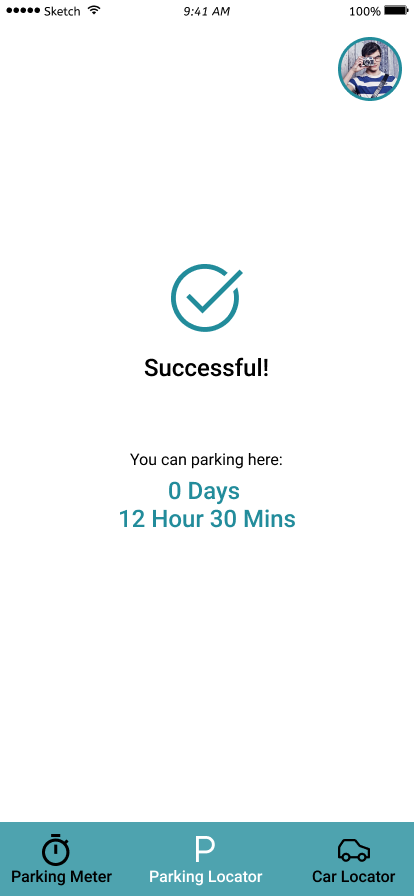 Sketch 9:41 AM 100%
Successful!
You can parking here:
0 Days
12 Hour 30 Mins
P
Parking Meter Parking Locator Car Locator